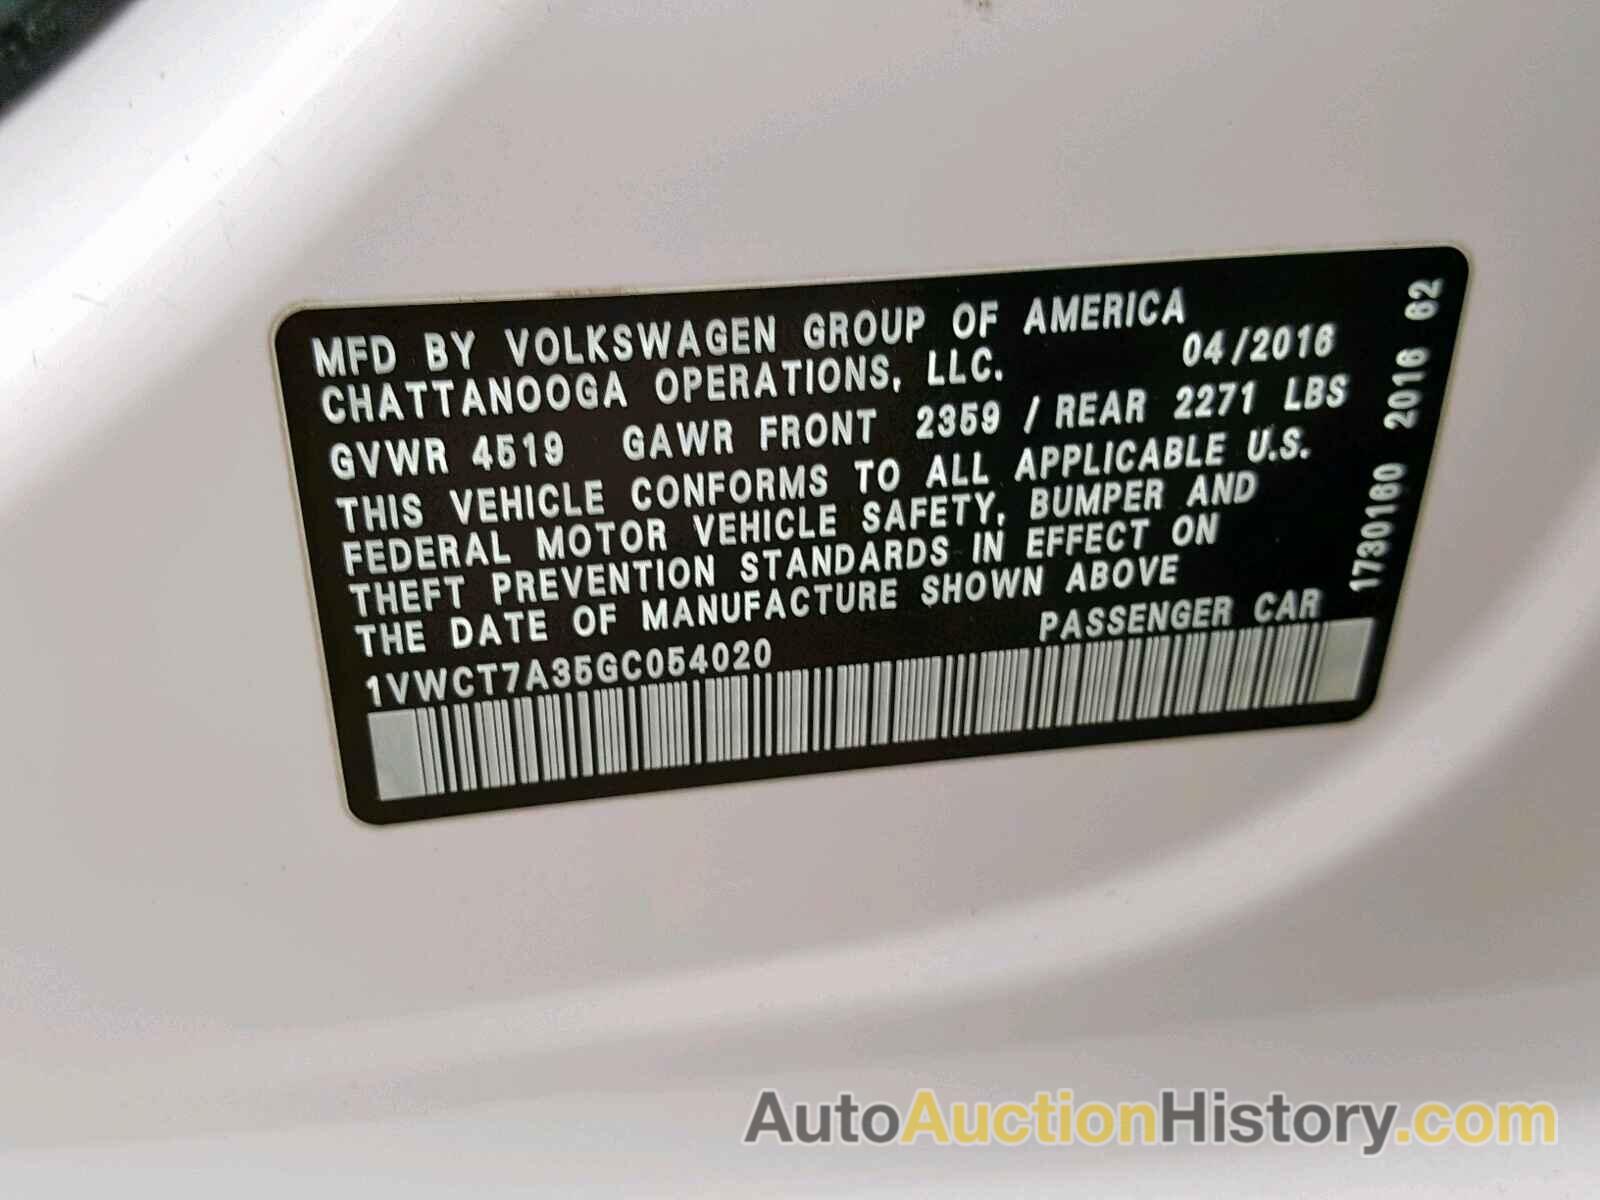 MFD BY VOLKSWAGEN GROUP OF AMERICA
CHATTANOOGA OPERATIONS, LLC. 04/2016
GVWR 4519 GAWR FRONT 2359 / REAR 2271 LBS
THIS VEHICLE CONFORMS TO ALL APPLICABLE U.S.
FEDERAL MOTOR VEHICLE SAFETY, BUMPER AND
THEFT PREVENTION STANDARDS IN EFFECT ON
THE DATE OF MANUFACTURE SHOWN ABOVE
1VWCT7A35GC054020 PASSENGER CAR
1730160 2016 62
AutoAuctionHistory.com